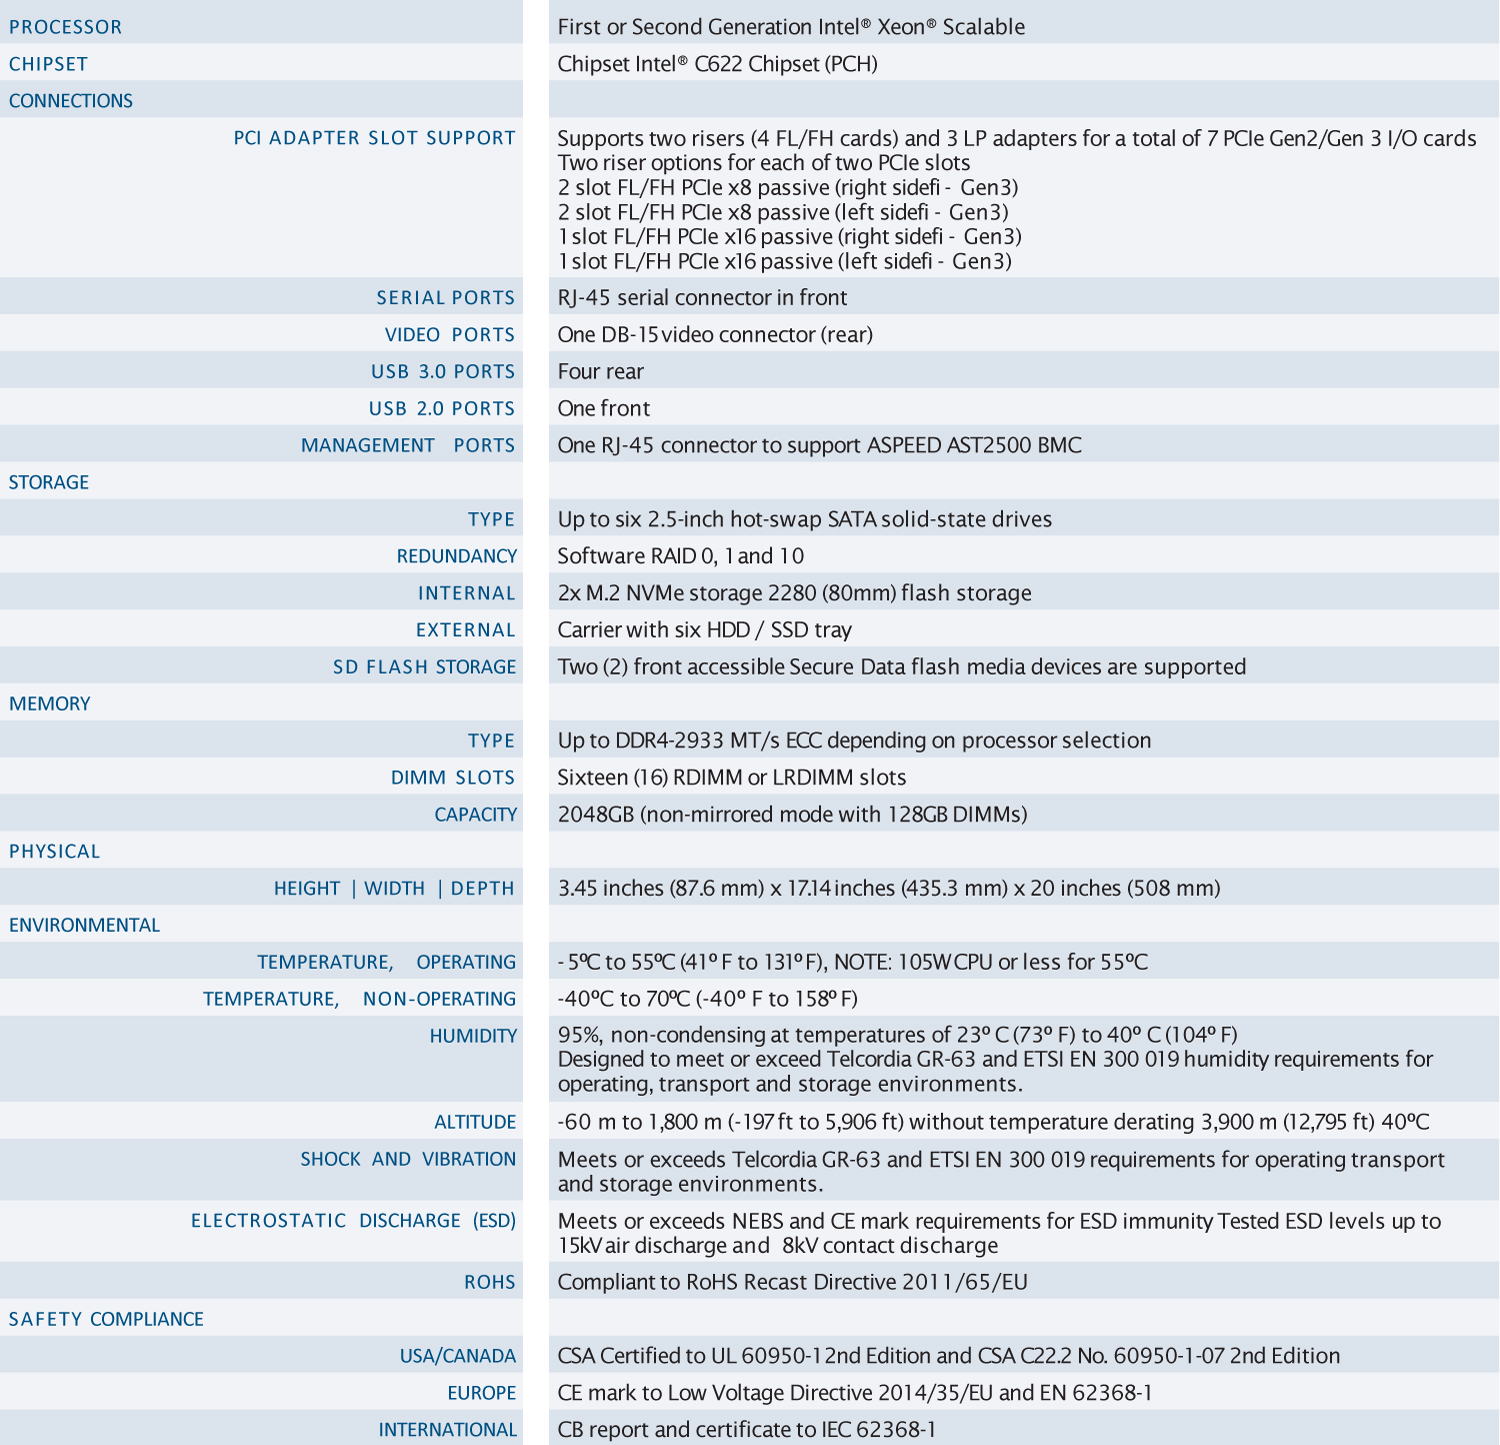 PROCESSOR First or Second Generation Intel® Xeon® Scalable
CHIPSET Chipset Intel® C622 Chipset (PCH)
CONNECTIONS
PCI ADAPTER SLOT SUPPORT Supports two risers (4 FL/FH cards) and 3 LP adapters for a total of 7 PCIe Gen2/Gen 3 I/O cards
Two riser options for each of two PCIe slots
2 slot FL/FH PCIe x8 passive (right sidefi - Gen3)
2 slot FL/FH PCIe x8 passive (left sidefi - Gen3)
1 slot FL/FH PCIe x16 passive (right sidefi - Gen3)
1 slot FL/FH PCIe x16 passive (left sidefi - Gen3)
SERIAL PORTS RJ-45 serial connector in front
VIDEO PORTS One DB-15 video connector (rear)
USB 3.0 PORTS Four rear
USB 2.0 PORTS One front
MANAGEMENT PORTS One RJ-45 connector to support ASPEED AST2500 BMC
STORAGE
TYPE Up to six 2.5-inch hot-swap SATA solid-state drives
REDUNDANCY Software RAID 0, 1 and 10
INTERNAL 2x M.2 NVMe storage 2280 (80mm) flash storage
EXTERNAL Carrier with six HDD / SSD tray
SD FLASH STORAGE Two (2) front accessible Secure Data flash media devices are supported
MEMORY
TYPE Up to DDR4-2933 MT/s ECC depending on processor selection
DIMM SLOTS Sixteen (16) RDIMM or LRDIMM slots
CAPACITY 2048GB (non-mirrored mode with 128GB DIMMs)
PHYSICAL
HEIGHT | WIDTH | DEPTH 3.45 inches (87.6 mm) x 17.14 inches (435.3 mm) x 20 inches (508 mm)
ENVIRONMENTAL
TEMPERATURE, OPERATING - 5ºC to 55ºC (41º F to 131º F), NOTE: 105W CPU or less for 55ºC
TEMPERATURE, NON-OPERATING -40ºC to 70ºC (-40º F to 158º F)
HUMIDITY 95%, non-condensing at temperatures of 23º C (73º F) to 40º C (104º F)
Designed to meet or exceed Telcordia GR-63 and ETSI EN 300 019 humidity requirements for
operating, transport and storage environments.
ALTITUDE -60 m to 1,800 m (-197 ft to 5,906 ft) without temperature derating 3,900 m (12,795 ft) 40ºC
SHOCK AND VIBRATION Meets or exceeds Telcordia GR-63 and ETSI EN 300 019 requirements for operating transport
and storage environments.
ELECTROSTATIC DISCHARGE (ESD) Meets or exceeds NEBS and CE mark requirements for ESD immunity Tested ESD levels up to
15kV air discharge and 8kV contact discharge
ROHS Compliant to RoHS Recast Directive 2011/65/EU
SAFETY COMPLIANCE
USA/CANADA CSA Certified to UL 60950-12nd Edition and CSA C22.2 No. 60950-1-07 2nd Edition
EUROPE CE mark to Low Voltage Directive 2014/35/EU and EN 62368-1
INTERNATIONAL CB report and certificate to IEC 62368-1